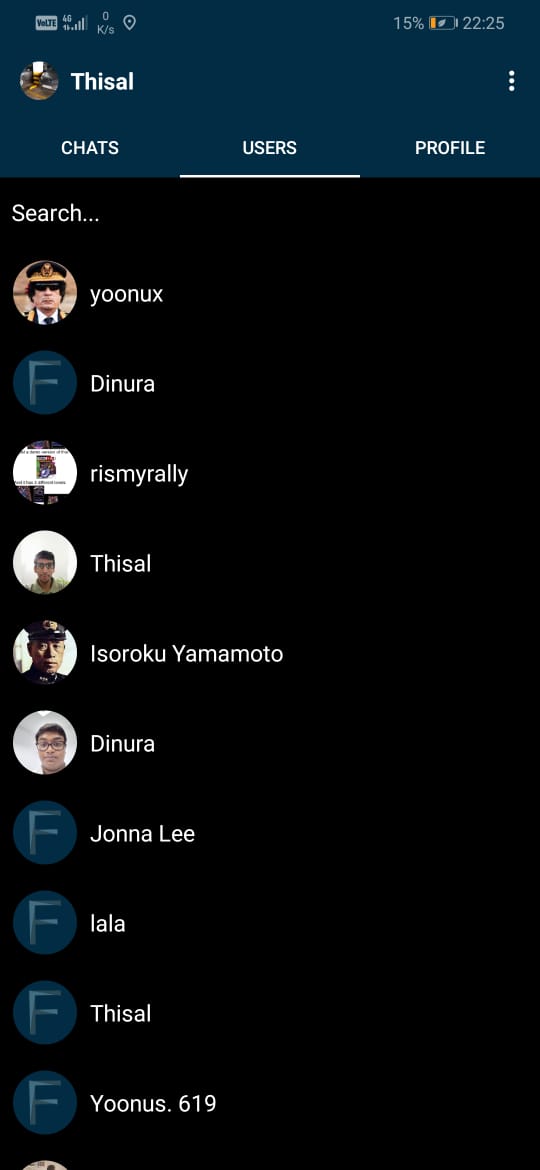 VoLTE 4G 0 K/s 15% 22:25
Thisal
CHATS USERS PROFILE
Search...
yoonux
F Dinura
rismyrally
Thisal
Isoroku Yamamoto
Dinura
F Jonna Lee
F lala
F Thisal
F Yoonus. 619